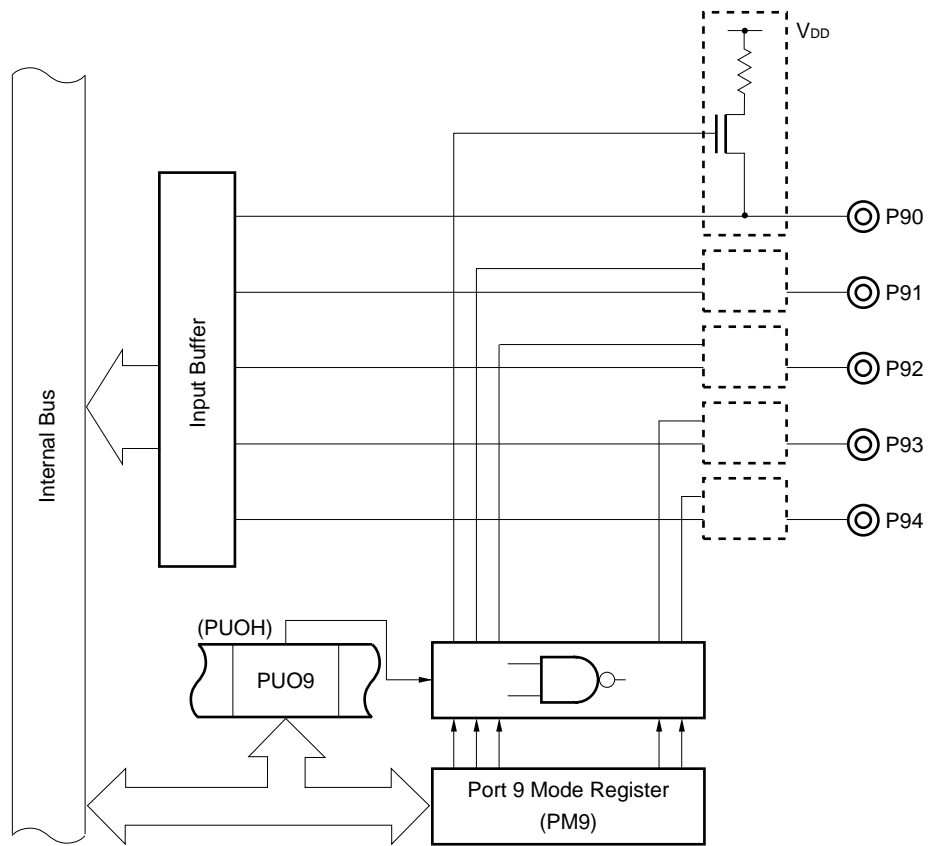 VDD
P90
P91
P92
P93
P94
Internal Bus
Input Buffer
(PUOH)
PUO9
Port 9 Mode Register
(PM9)